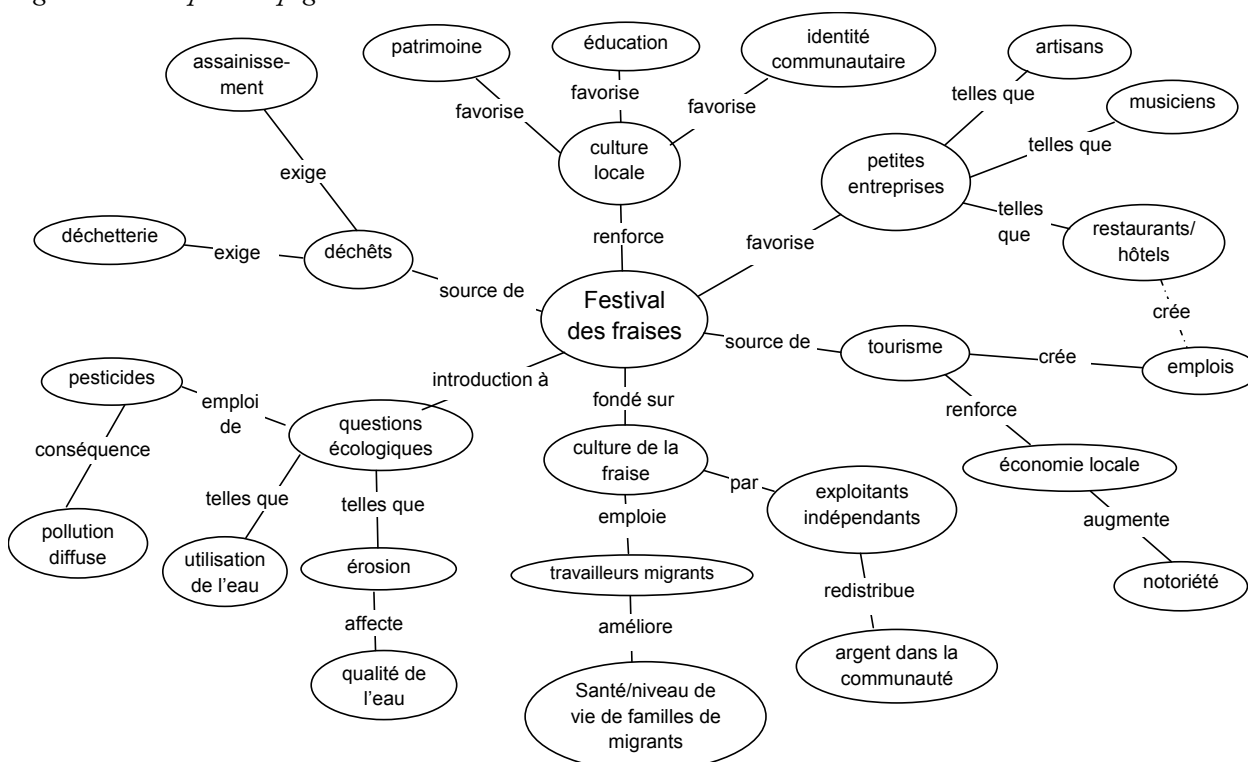 assainisse-
ment
patrimoine
éducation
identité
communautaire
artisans
musiciens
telles que
telles que
favorise
favorise
favorise
culture
locale
petites
entreprises
exige
telles
que
restaurants/
hôtels
déchetterie
exige
déchêts
renforce
favorise
source de
Festival
des fraises
crée
source de
tourisme
crée
emplois
introduction à
pesticides
emploi
de
fondé sur
renforce
questions
écologiques
conséquence
culture de la
fraise
économie locale
par
exploitants
indépendants
telles que
telles que
emploie
augmente
pollution
diffuse
utilisation
de l'eau
érosion
travailleurs migrants
redistribue
notoriété
affecte
améliore
argent dans la
communauté
qualité de
l'eau
Santé/niveau de
vie de familles de
migrants